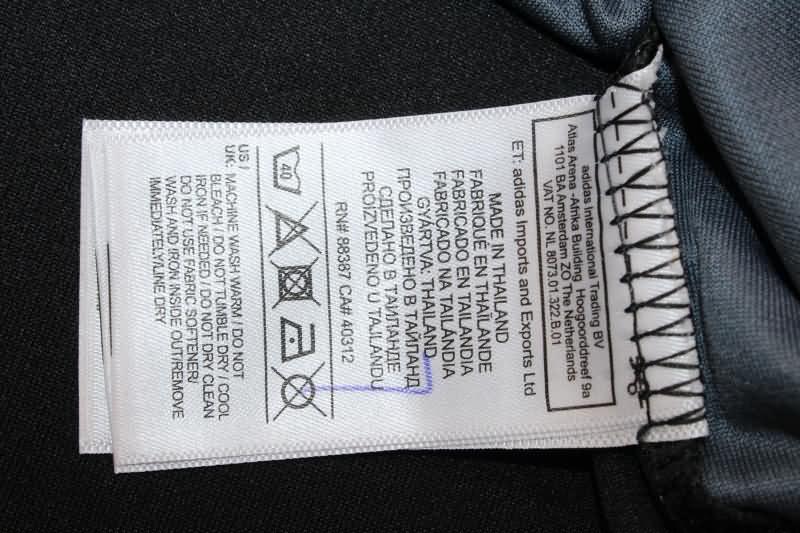 adidas International Trading BV
Atlas Arena -Afrika Building Hoogoorddreef 9a
1101 BA Amsterdam ZO The Netherlands
VAT NO. NL 8073.01.322.B.01
ET: adidas Imports and Exports Ltd
MADE IN THAILAND
FABRIQUÉ EN THAILANDE
FABRICADO EN TAILANDIA
FABRICADO NA TAILÂNDIA
GYÁRTVA: THAILAND
ПРОИЗВЕДЕНО В ТАЙЛАНД
СДЕЛАНО В ТАИЛАНДЕ
PROIZVEDENO U TAJLANDU
RN# 88387 CA# 40312
40
US /
UK: MACHINE WASH WARM / DO NOT
BLEACH / DO NOT TUMBLE DRY / COOL
IRON IF NEEDED / DO NOT DRY CLEAN
DO NOT USE FABRIC SOFTENER/
WASH AND IRON INSIDE OUT/REMOVE
IMMEDIATELY/LINE DRY